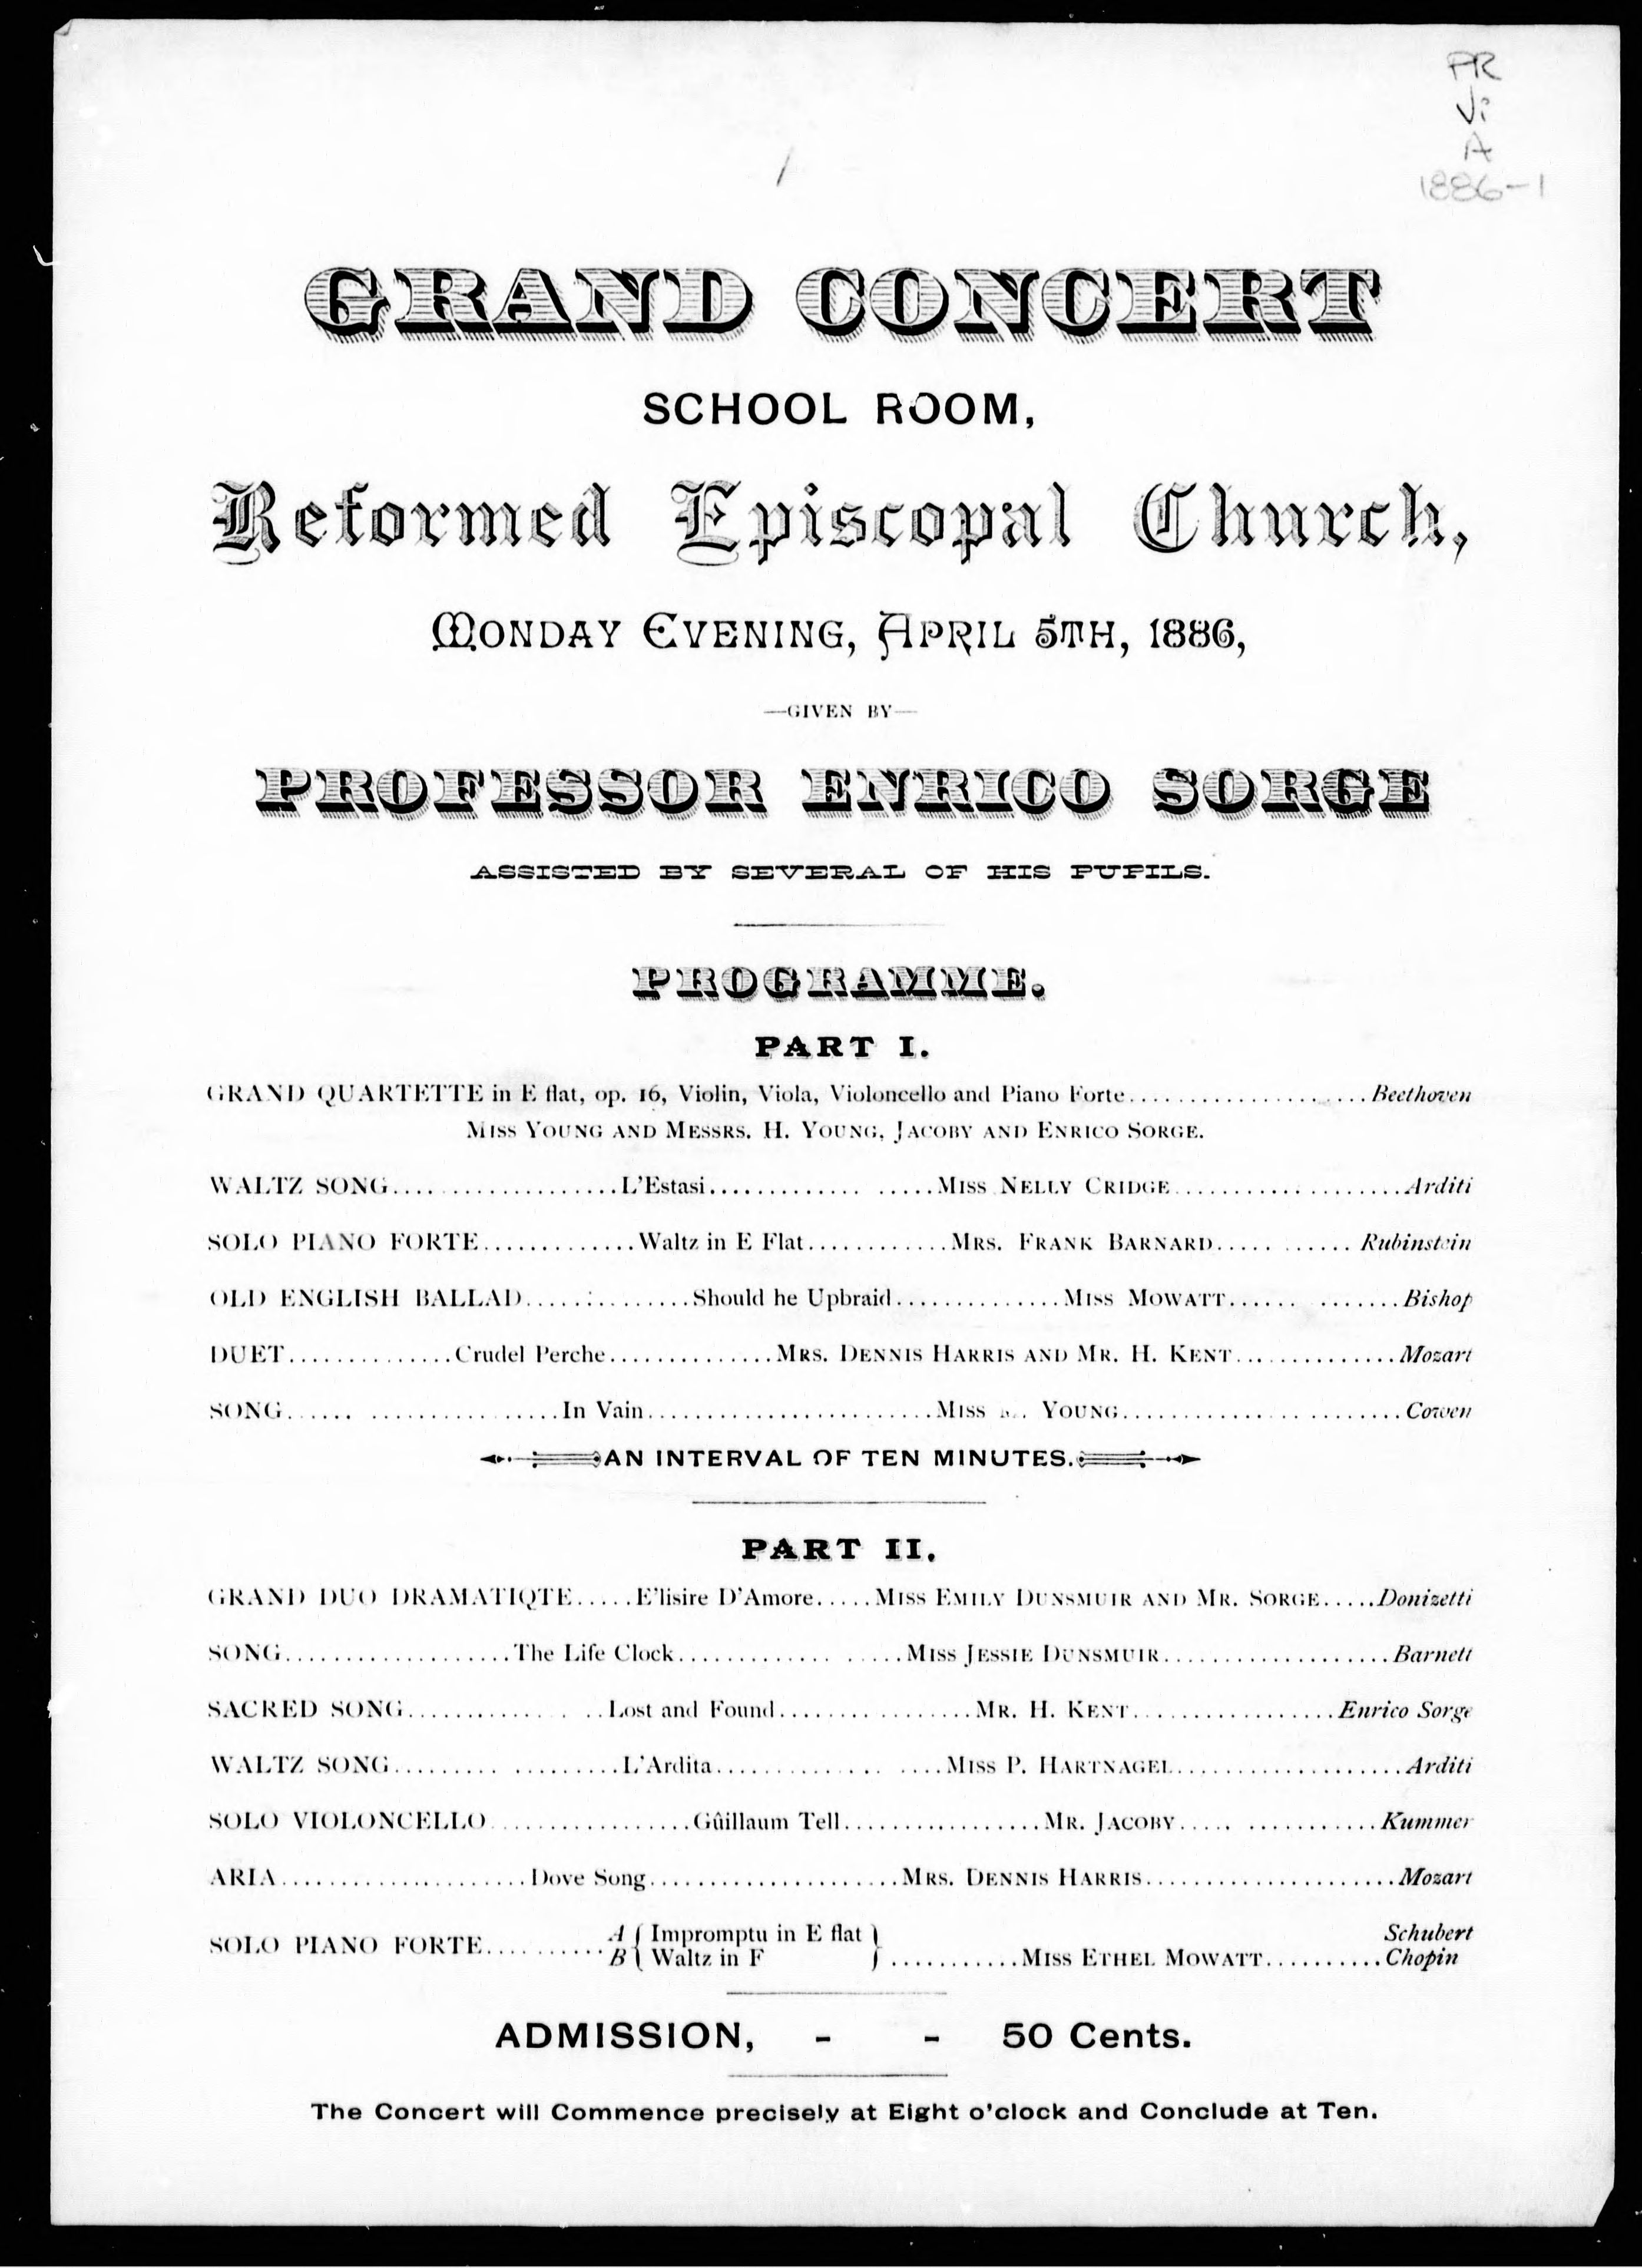 PR
Vi
A
1886-1
GRAND CONCERT
SCHOOL ROOM,
Reformed Episcopal Church,
MONDAY EVENING, APRIL 5TH, 1886,
—GIVEN BY—
PROFESSOR ENRICO SORGE
ASSISTED BY SEVERAL OF HIS PUPILS.
PROGRAMME.
PART I.
GRAND QUARTETTE in E flat, op. 16, Violin, Viola, Violoncello and Piano Forte.....................Beethoven
MISS YOUNG AND MESSRS. H. YOUNG, JACOBY AND ENRICO SORGE.
WALTZ SONG...................L'Estasi..................MISS NELLY CRIDGE....................Arditi
SOLO PIANO FORTE.............Waltz in E Flat............MRS. FRANK BARNARD............Rubinstein
OLD ENGLISH BALLAD..............Should he Upbraid..............MISS MOWATT.............Bishop
DUET..............Crudel Perche..............MRS. DENNIS HARRIS AND MR. H. KENT..............Mozart
SONG......................In Vain........................MISS YOUNG........................Cowen
AN INTERVAL OF TEN MINUTES.
PART II.
GRAND DUO DRAMATIQTE.....E'lisire D'Amore.....MISS EMILY DUNSMUIR AND MR. SORGE.....Donizetti
SONG...................The Life Clock..................MISS JESSIE DUNSMUIR...................Barnett
SACRED SONG................Lost and Found................MR. H. KENT.................Enrico Sorge
WALTZ SONG..................L'Ardita..................MISS P. HARTNAGEL....................Arditi
SOLO VIOLONCELLO.................Gûillaum Tell.................MR. JACOBY................Kummer
ARIA.....................Dove Song.....................MRS. DENNIS HARRIS.....................Mozart
SOLO PIANO FORTE..........A { Impromptu in E flat } Schubert
B { Waltz in F } ...........MISS ETHEL MOWATT..........Chopin
ADMISSION, - - 50 Cents.
The Concert will Commence precisely at Eight o'clock and Conclude at Ten.